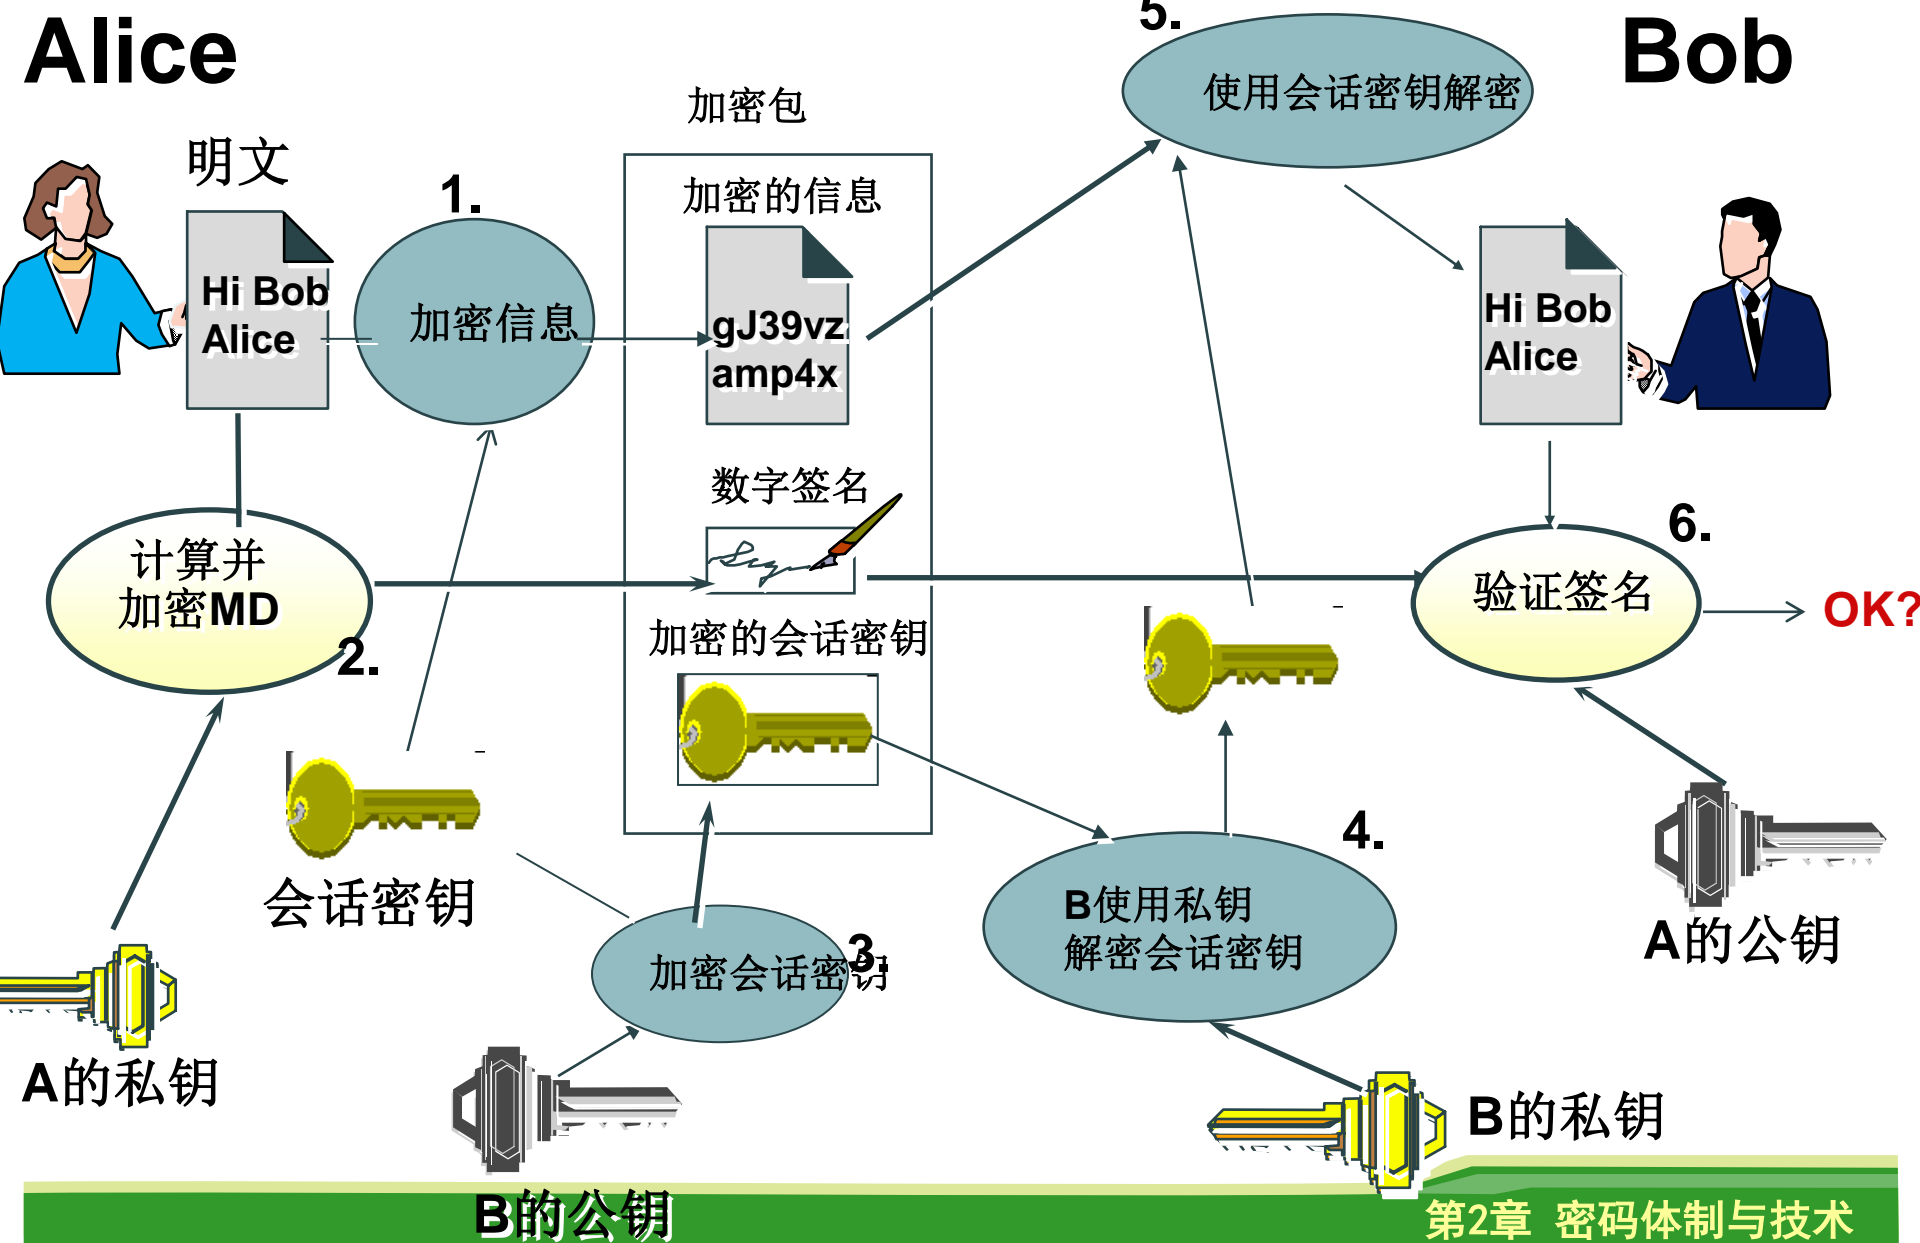 Alice
5.
Bob
使用会话密钥解密
加密包
明文
1.
加密的信息
Hi Bob
Alice
加密信息
gJ39vz
amp4x
Hi Bob
Alice
数字签名
6.
计算并
加密MD
2.
验证签名
OK?
加密的会话密钥
会话密钥
4.
B使用私钥
解密会话密钥
3.
加密会话密钥
A的公钥
A的私钥
B的私钥
B的公钥
第2章 密码体制与技术